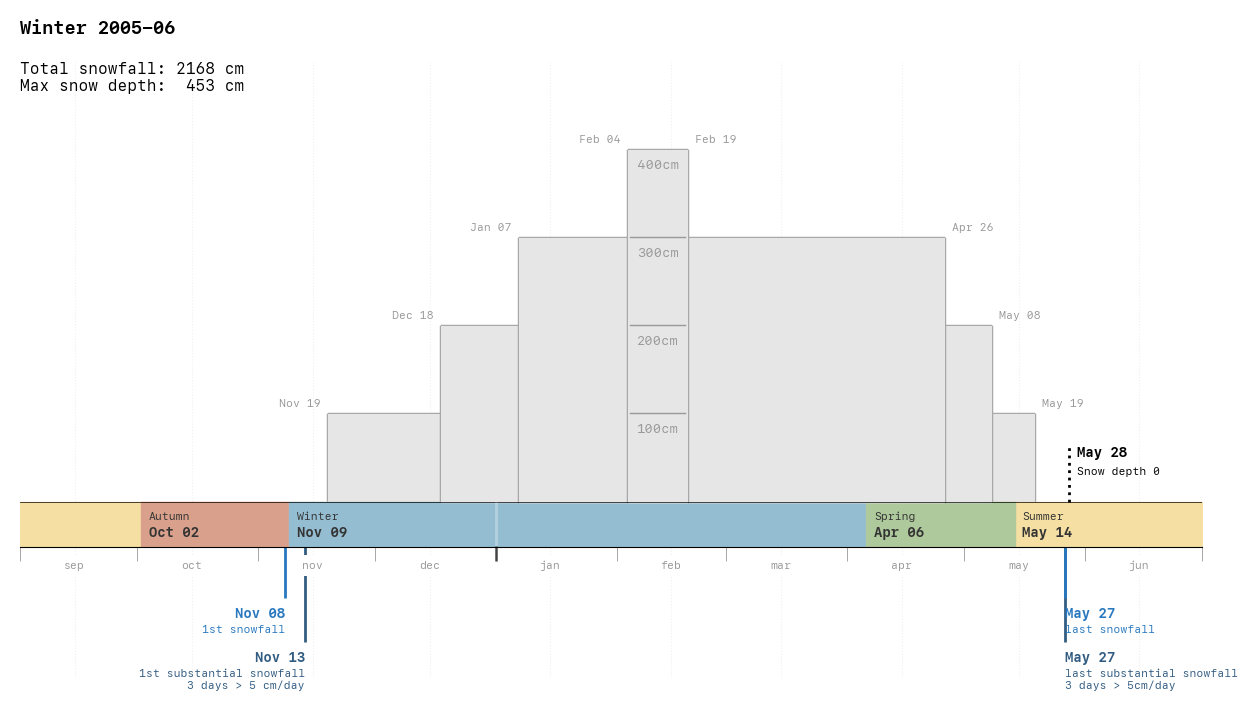 Winter 2005–06
Total snowfall: 2168 cm
Max snow depth:  453 cm
Feb 04
Feb 19
400cm
Jan 07
Apr 26
300cm
Dec 18
May 08
200cm
Nov 19
May 19
100cm
May 28
Snow depth 0
Autumn
Oct 02
Winter
Nov 09
Spring
Apr 06
Summer
May 14
sep oct nov dec jan feb mar apr may jun
Nov 08
1st snowfall
May 27
last snowfall
Nov 13
1st substantial snowfall
3 days > 5 cm/day
May 27
last substantial snowfall
3 days > 5cm/day